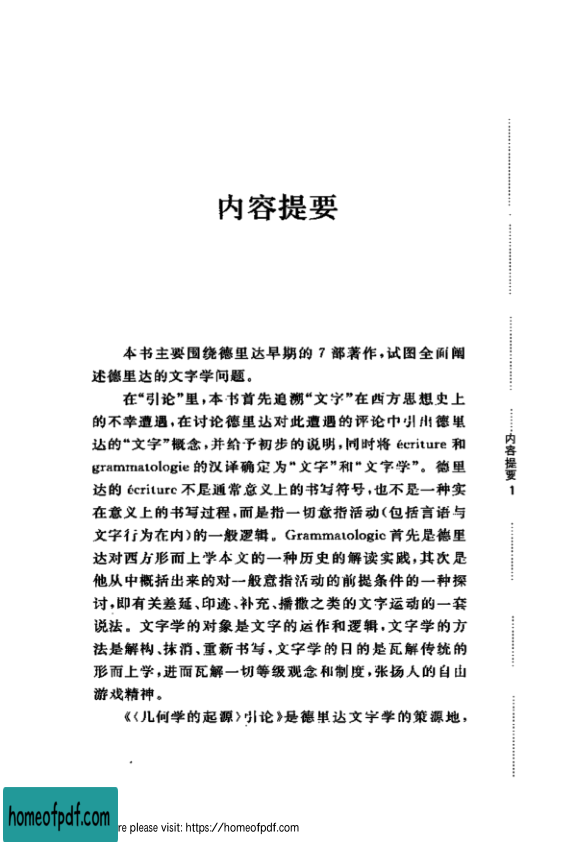 内容提要
本书主要围绕德里达早期的 7 部著作,试图全面阐
述德里达的文字学问题。
在“引论”里,本书首先追溯“文字”在西方思想史上
的不幸遭遇,在讨论德里达对此遭遇的评论中引出德里
达的“文字”概念,并给予初步的说明,同时将 écriture 和
grammatologie 的汉译确定为“文字”和“文字学”。德里
达的 écriture 不是通常意义上的书写符号,也不是一种实
在意义上的书写过程,而是指一切意指活动(包括言语与
文字行为在内)的一般逻辑。Grammatologie 首先是德里
达对西方形而上学本文的一种历史的解读实践,其次是
他从中概括出来的对一般意指活动的前提条件的一种探
讨,即有关差延、印迹、补充、播撒之类的文字运动的一套
说法。文字学的对象是文字的运作和逻辑,文字学的方
法是解构、抹消、重新书写,文字学的目的是瓦解传统的
形而上学,进而瓦解一切等级观念和制度,张扬人的自由
游戏精神。
《〈几何学的起源〉引论》是德里达文字学的策源地,
内容提要
1
homeofpdf.com
re please visit: https://homeofpdf.com